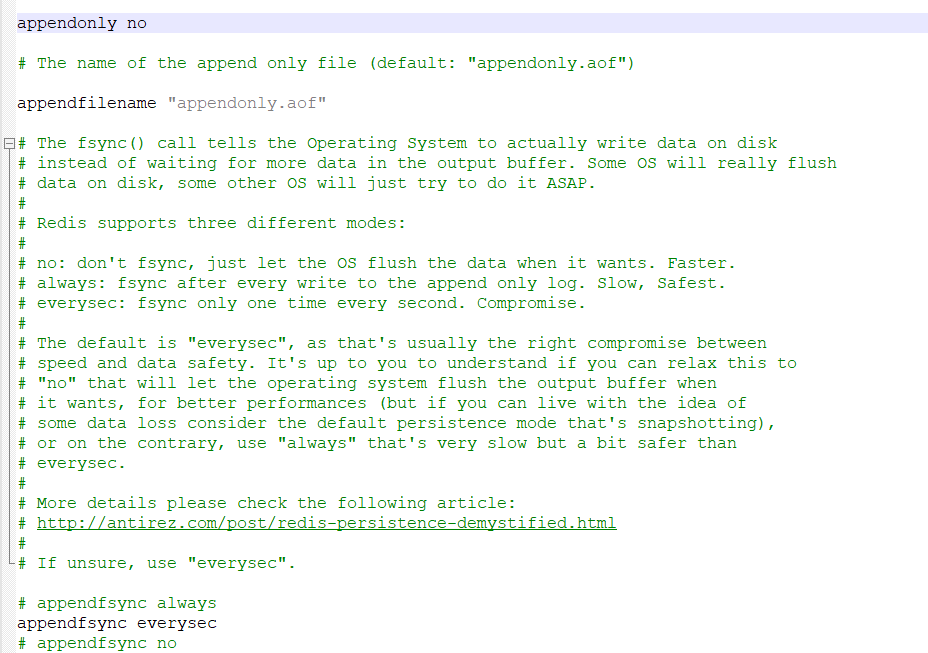 appendonly no
# The name of the append only file (default: "appendonly.aof")
appendfilename "appendonly.aof"
# The fsync() call tells the Operating System to actually write data on disk
# instead of waiting for more data in the output buffer. Some OS will really flush
# data on disk, some other OS will just try to do it ASAP.
#
# Redis supports three different modes:
#
# no: don't fsync, just let the OS flush the data when it wants. Faster.
# always: fsync after every write to the append only log. Slow, Safest.
# everysec: fsync only one time every second. Compromise.
#
# The default is "everysec", as that's usually the right compromise between
# speed and data safety. It's up to you to understand if you can relax this to
# "no" that will let the operating system flush the output buffer when
# it wants, for better performances (but if you can live with the idea of
# some data loss consider the default persistence mode that's snapshotting),
# or on the contrary, use "always" that's very slow but a bit safer than
# everysec.
#
# More details please check the following article:
# http://antirez.com/post/redis-persistence-demystified.html
#
# If unsure, use "everysec".
# appendfsync always
appendfsync everysec
# appendfsync no